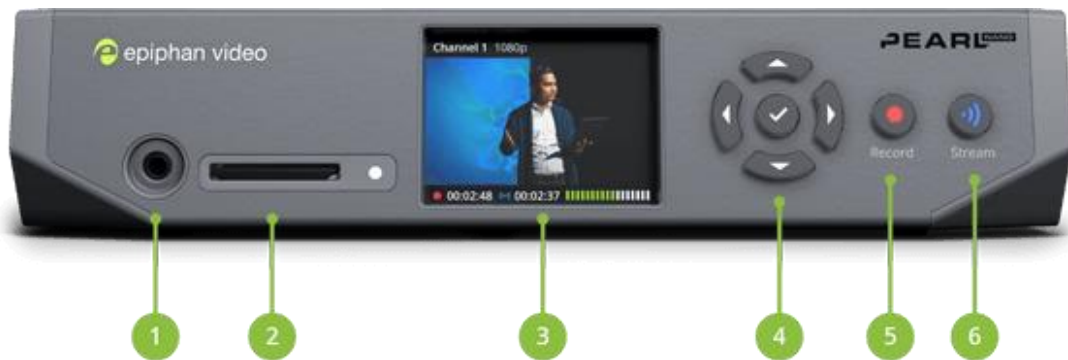 epiphan video
PEARL NANO
Channel 1 1080p
00:02:48 00:02:37
Record
Stream
1
2
3
4
5
6